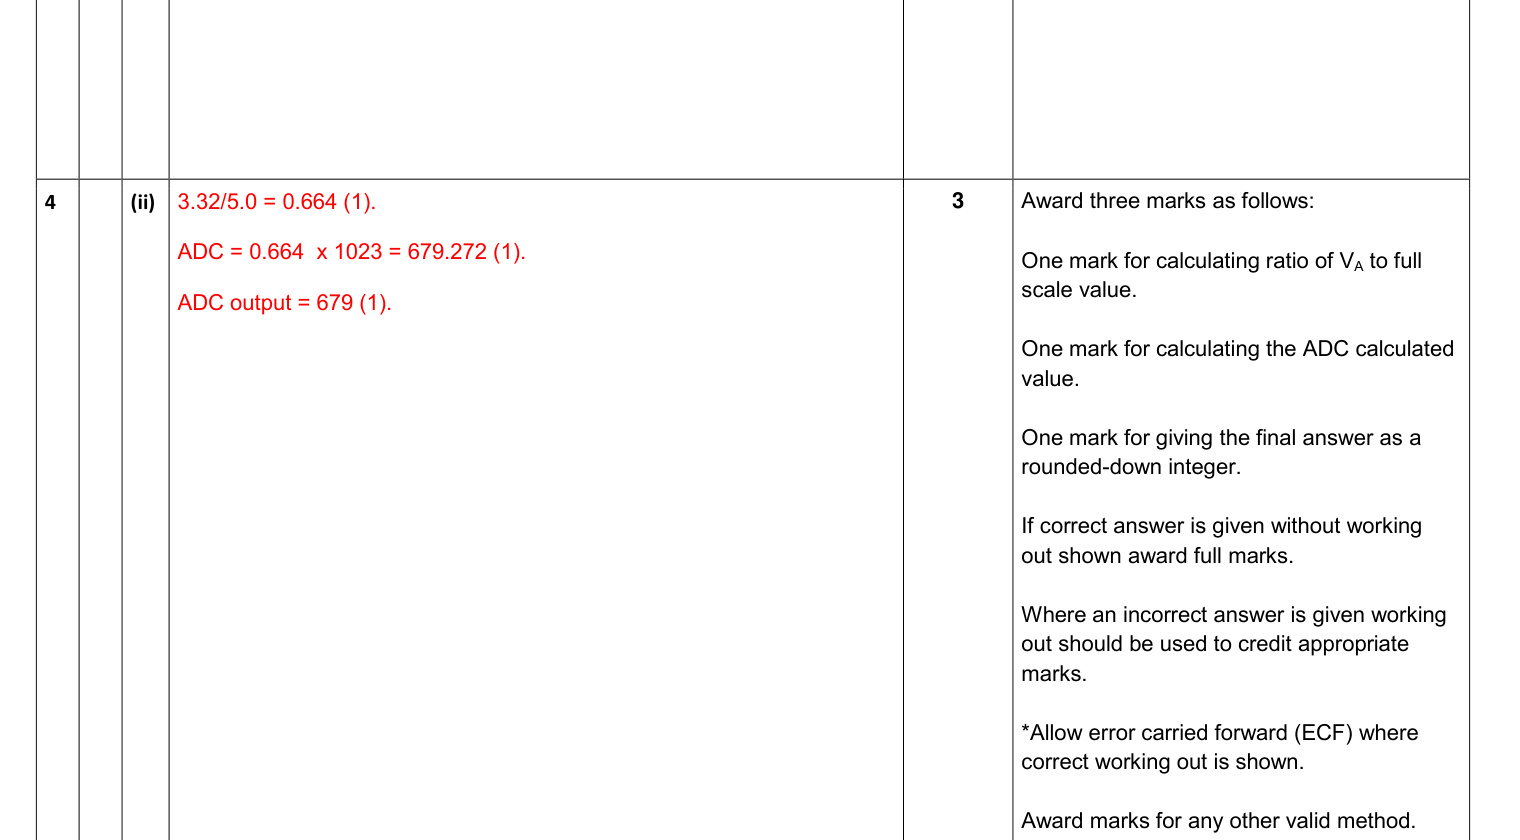 4
(ii)
3.32/5.0 = 0.664 (1).
ADC = 0.664  x 1023 = 679.272 (1).
ADC output = 679 (1).
3
Award three marks as follows:
One mark for calculating ratio of VA to full
scale value.
One mark for calculating the ADC calculated
value.
One mark for giving the final answer as a
rounded-down integer.
If correct answer is given without working
out shown award full marks.
Where an incorrect answer is given working
out should be used to credit appropriate
marks.
*Allow error carried forward (ECF) where
correct working out is shown.
Award marks for any other valid method.